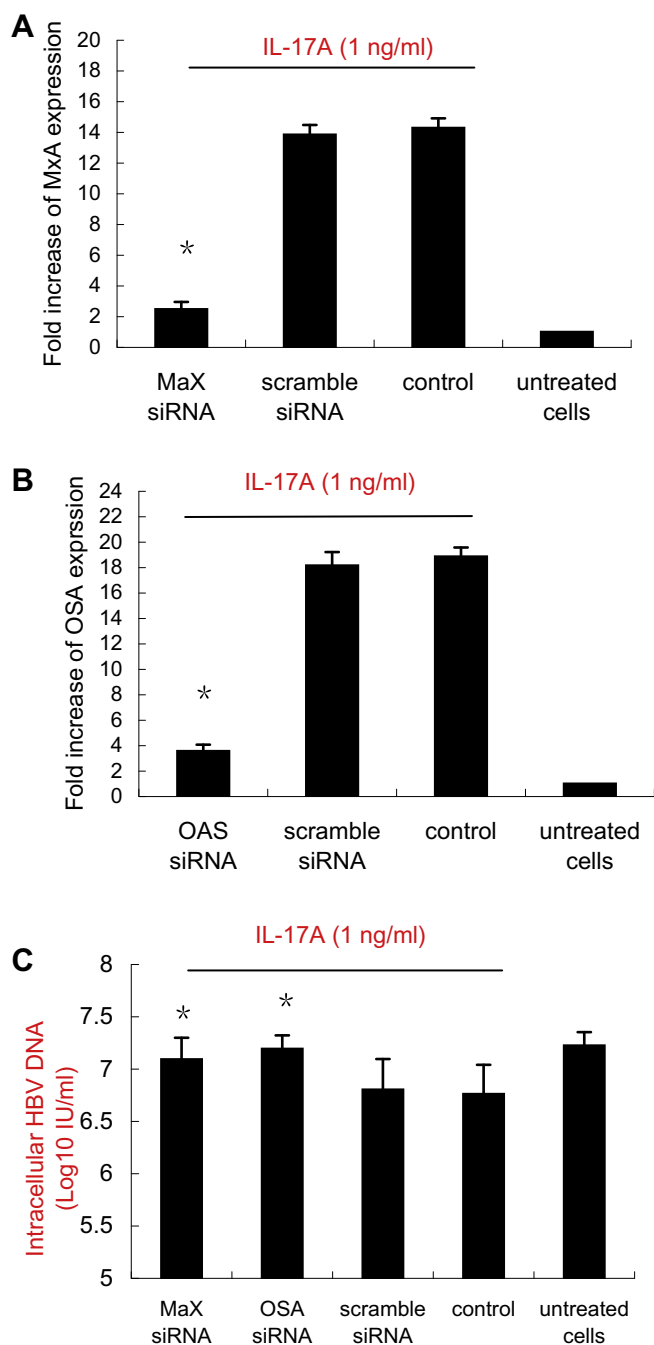 A
IL-17A (1 ng/ml)
Fold increase of MxA expression
20
18
16
14
12
10
8
6
4
2
0
*
MaX siRNA
scramble siRNA
control
untreated cells
B
IL-17A (1 ng/ml)
Fold increase of OSA exprssion
24
22
20
18
16
14
12
10
8
6
4
2
0
*
OAS siRNA
scramble siRNA
control
untreated cells
C
IL-17A (1 ng/ml)
Intracellular HBV DNA
(Log10 IU/ml)
8
7.5
7
6.5
6
5.5
5
*
*
MaX siRNA
OSA siRNA
scramble siRNA
control
untreated cells